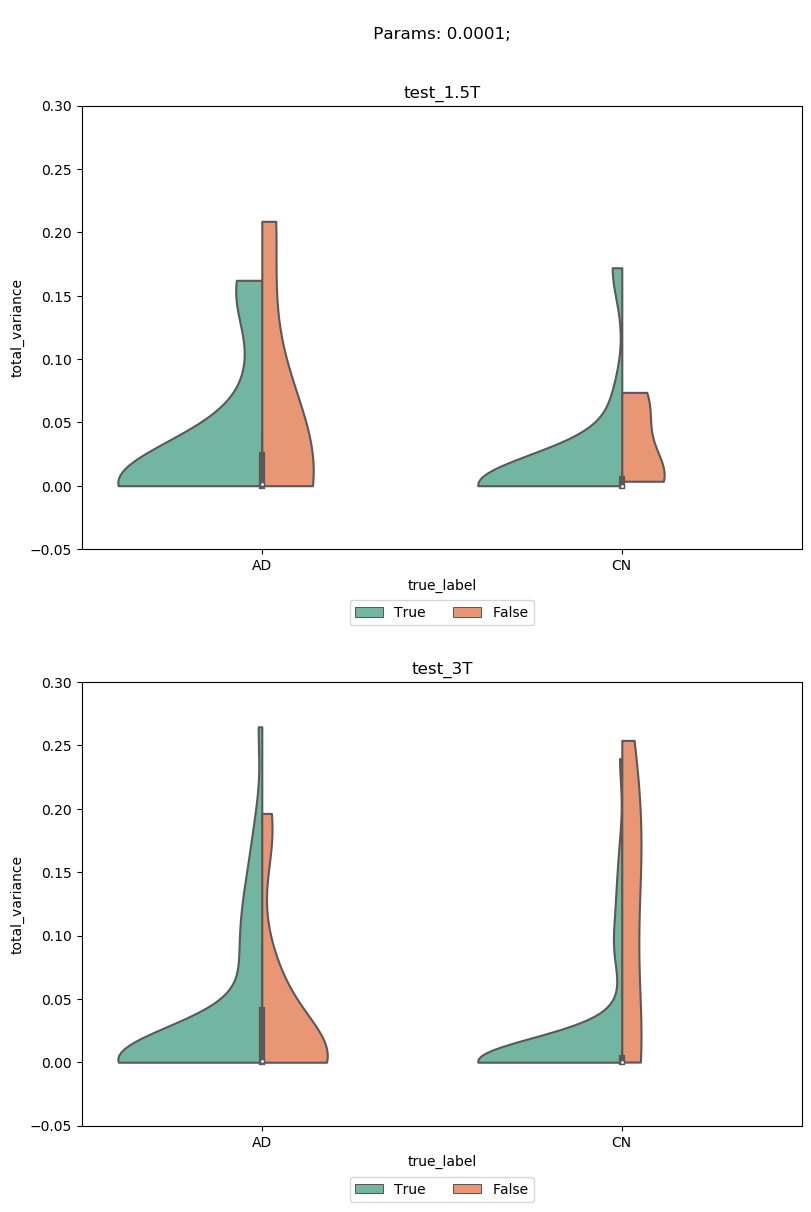 Params: 0.0001;
test_1.5T
0.30
0.25
0.20
0.15
0.10
0.05
0.00
−0.05
total_variance
AD CN
true_label
True False
test_3T
0.30
0.25
0.20
0.15
0.10
0.05
0.00
−0.05
total_variance
AD CN
true_label
True False